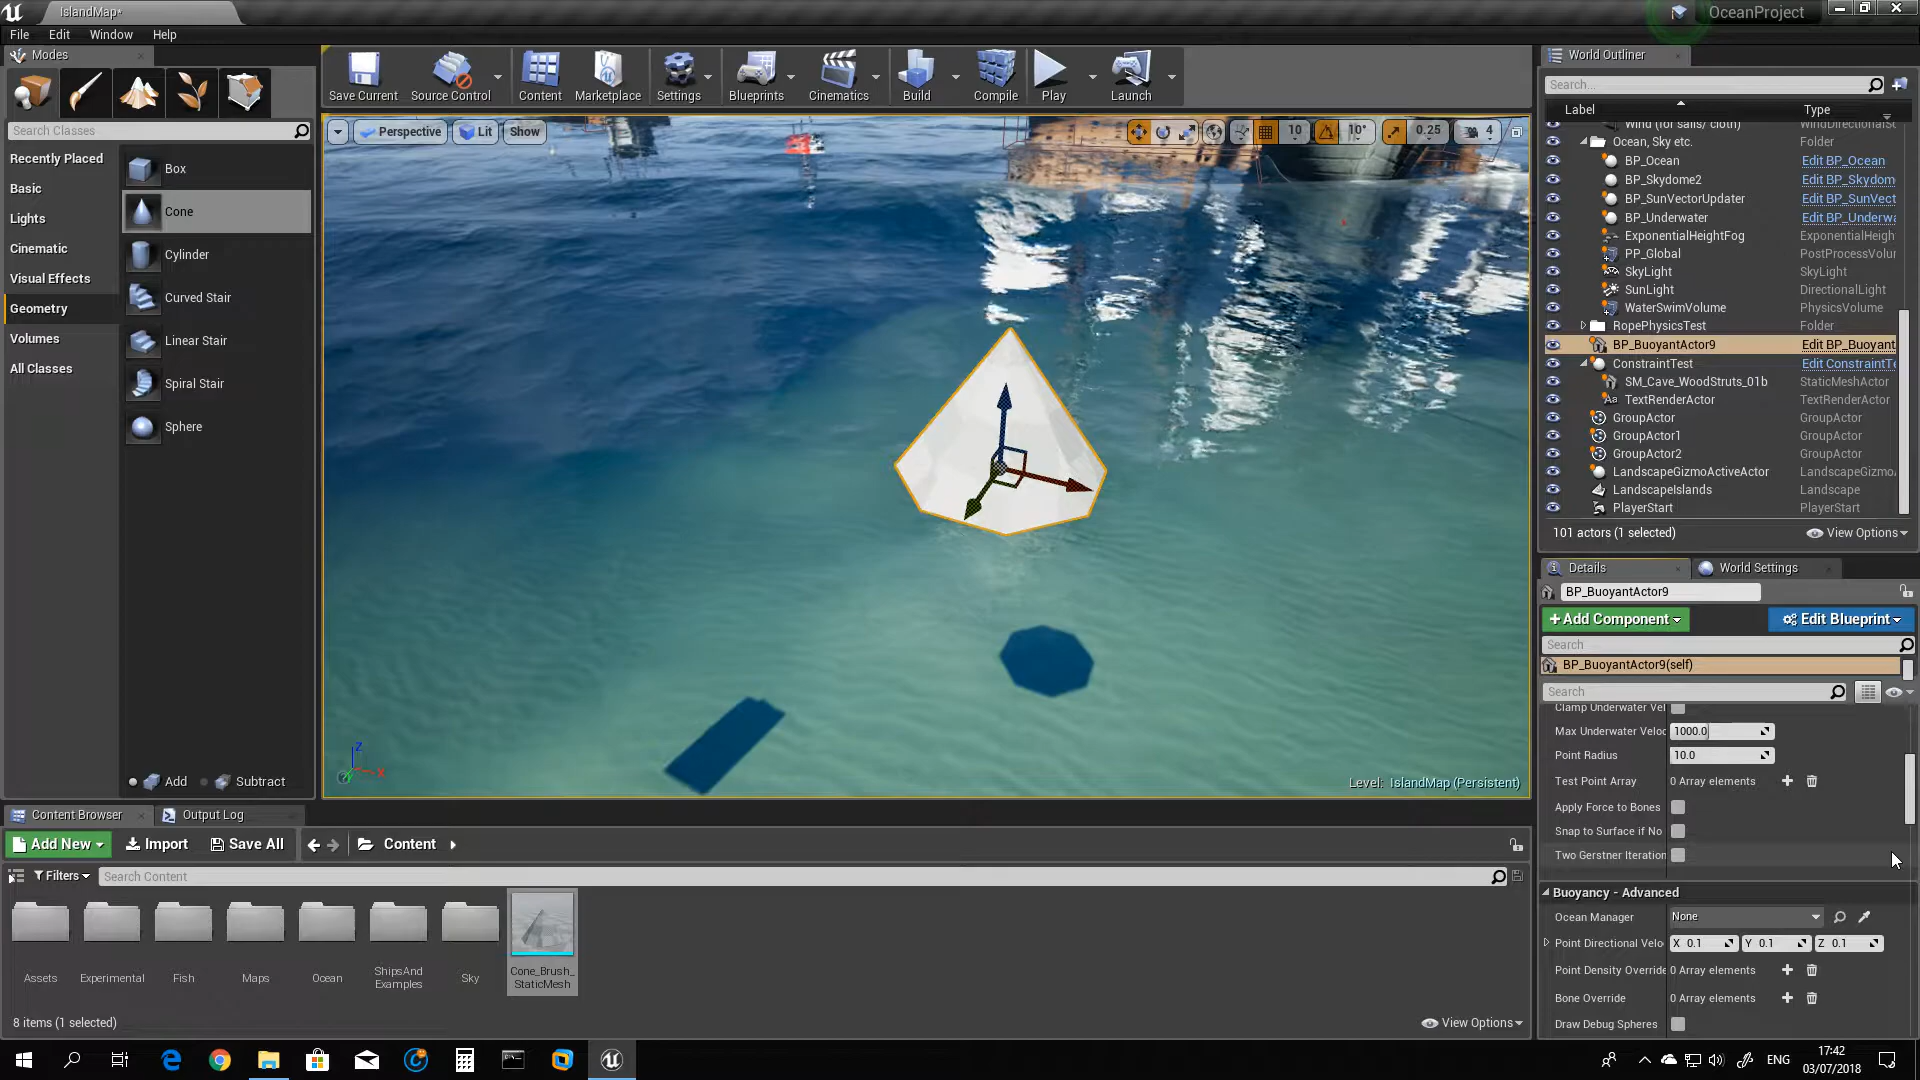 IslandMap*
OceanProject
File Edit Window Help
Modes
Search Classes
Recently Placed
Basic
Lights
Cinematic
Visual Effects
Geometry
Volumes
All Classes
Box
Cone
Cylinder
Curved Stair
Linear Stair
Spiral Stair
Sphere
Add Subtract
Save Current Source Control Content Marketplace Settings Blueprints Cinematics Build Compile Play Launch
Perspective Lit Show
10 10° 0.25 4
Z
X
Y
Level: IslandMap (Persistent)
World Outliner
Search...
Label Type
Wind (for sails/ cloth) WindDirectionalSo
Ocean, Sky etc. Folder
BP_Ocean Edit BP_Ocean
BP_Skydome2 Edit BP_Skydom
BP_SunVectorUpdater Edit BP_SunVect
BP_Underwater Edit BP_Underwa
ExponentialHeightFog ExponentialHeigh
PP_Global PostProcessVolur
SkyLight SkyLight
SunLight DirectionalLight
WaterSwimVolume PhysicsVolume
RopePhysicsTest Folder
BP_BuoyantActor9 Edit BP_Buoyant
ConstraintTest Edit ConstraintTe
SM_Cave_WoodStruts_01b StaticMeshActor
TextRenderActor TextRenderActor
GroupActor GroupActor
GroupActor1 GroupActor
GroupActor2 GroupActor
LandscapeGizmoActiveActor LandscapeGizmo
LandscapeIslands Landscape
PlayerStart PlayerStart
101 actors (1 selected) View Options
Details World Settings
BP_BuoyantActor9
Add Component Edit Blueprint
Search
BP_BuoyantActor9(self)
Search
Clamp Underwater Vel
Max Underwater Veloc 1000.0
Point Radius 10.0
Test Point Array 0 Array elements
Apply Force to Bones
Snap to Surface if No
Two Gerstner Iteration
Buoyancy - Advanced
Ocean Manager None
Point Directional Velo X 0.1 Y 0.1 Z 0.1
Point Density Override 0 Array elements
Bone Override 0 Array elements
Draw Debug Spheres
Content Browser Output Log
Add New Import Save All Content
Filters Search Content
Assets
Experimental
Fish
Maps
Ocean
ShipsAnd
Examples
Sky
Cone_Brush_
StaticMesh
8 items (1 selected) View Options
ENG
17:42
03/07/2018